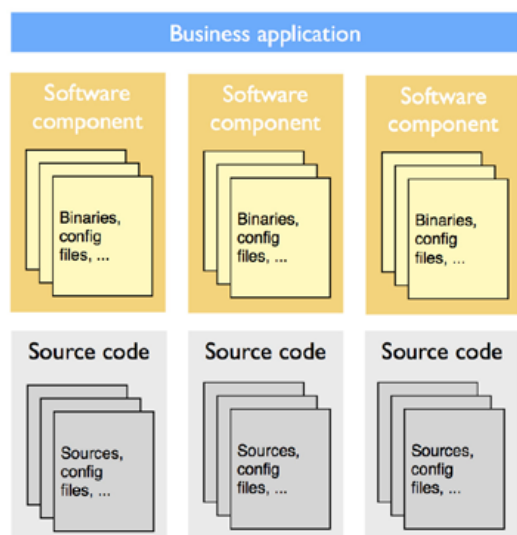 Business application
Software
component
Software
component
Software
component
Binaries,
config
files, ...
Binaries,
config
files, ...
Binaries,
config
files, ...
Source code
Source code
Source code
Sources,
config
files, ...
Sources,
config
files, ...
Sources,
config
files, ...